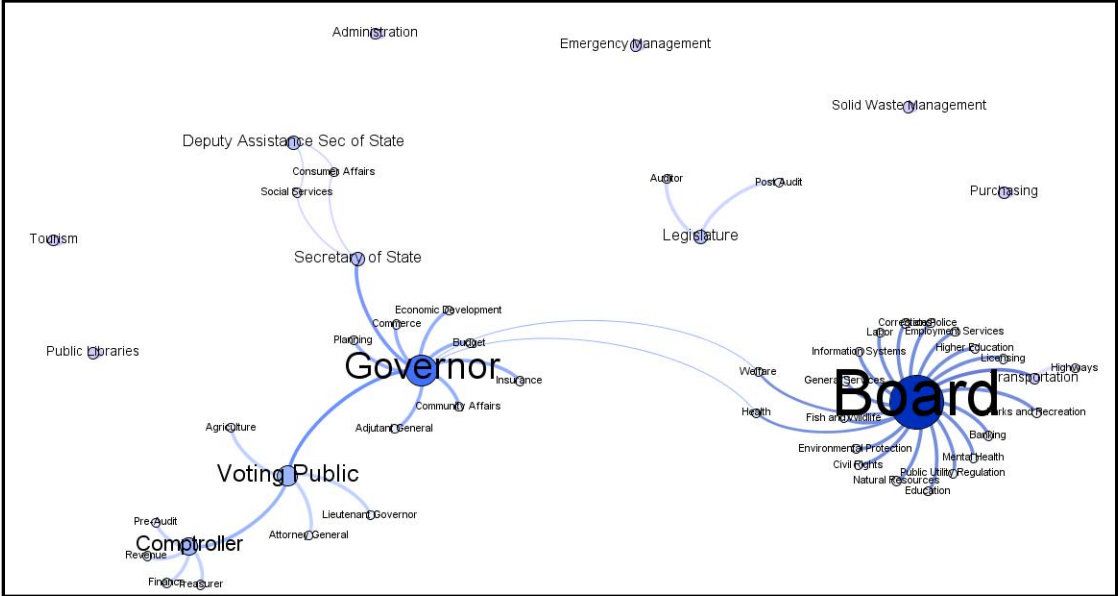 Administration
Emergency Management
Solid Waste Management
Deputy Assistance Sec of State
Consumer Affairs
Social Services
Auditor
Post Audit
Purchasing
Tourism
Legislature
Secretary of State
Economic Development
Commerce
Planning
Budget
Public Libraries
Governor
Insurance
Community Affairs
Adjutant General
Corrections
Police
Labor
Employment Services
Information Systems
Higher Education
Licensing
Welfare
General Services
Transportation
Highways
Board
Health
Fish and Wildlife
Parks and Recreation
Banking
Environmental Protection
Mental Health
Civil Rights
Public Utility Regulation
Natural Resources
Education
Agriculture
Voting Public
Lieutenant Governor
Attorney General
Pre-Audit
Comptroller
Revenue
Finance
Treasurer